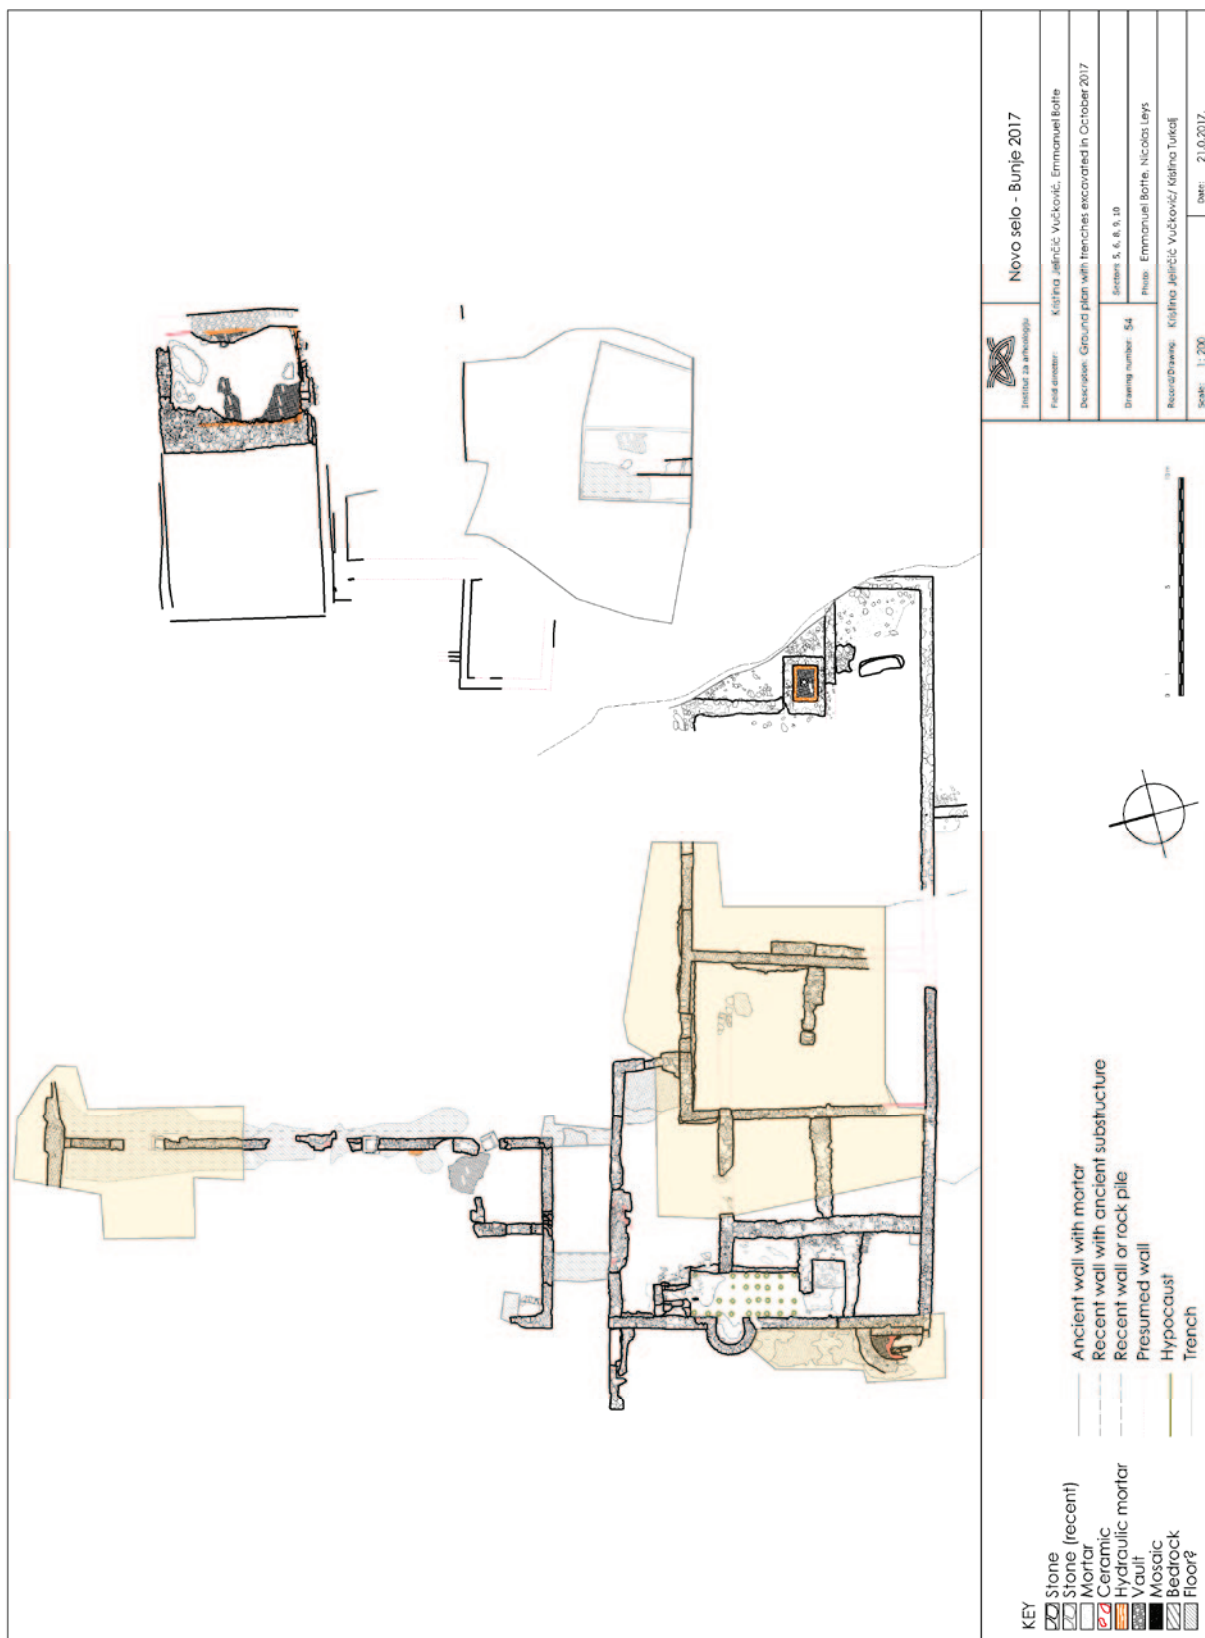 Institut za arheologiju
Novo selo - Bunje 2017
Field director: Kristina Jelinčić Vučković, Emmanuel Botte
Description: Ground plan with trenches excavated in October 2017
Drawing number: 54
Sectors 5, 6, 8, 9, 10
Photo: Emmanuel Botte, Nicolas Leys
Record/Drawing: Kristina Jelinčić Vučković/ Kristina Turkalj
Scale: 1: 200
Date: 21.0.2017.
0 1 5 10 m
KEY
Stone
Stone (recent)
Mortar
Ceramic
Hydraulic mortar
Vault
Mosaic
Bedrock
Floor?
Ancient wall with mortar
Recent wall with ancient substructure
Recent wall or rock pile
Presumed wall
Hypocaust
Trench